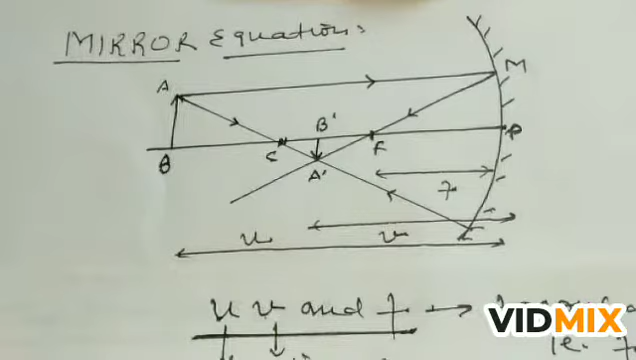 MIRROR Equation:
A
M
B'
B
C
F
P
A'
f
u
v
u v and f →
i.e. f
VIDMIX